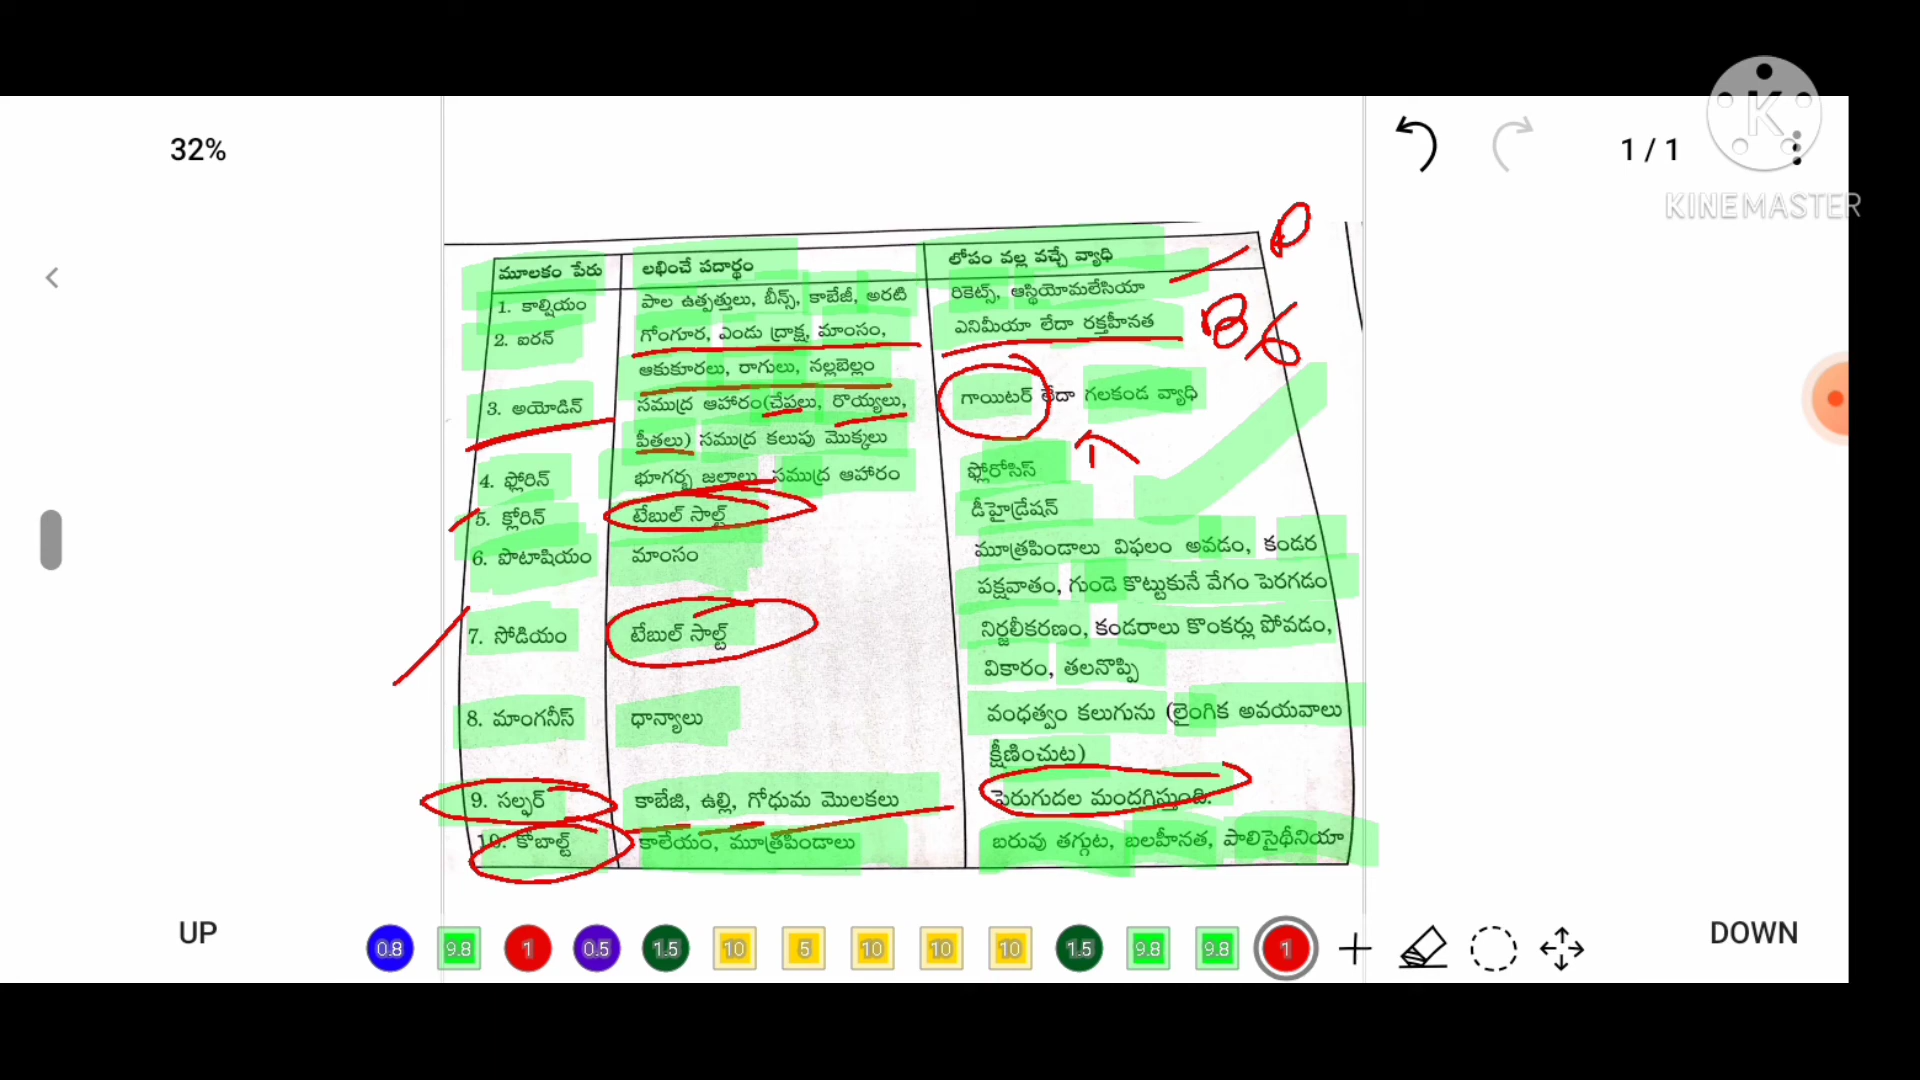 32%
1 / 1
K
KINEMASTER
D
మూలకం పేరు లభించే పదార్థం లోపం వల్ల వచ్చే వ్యాధి
1. కాల్షియం పాల ఉత్పత్తులు, బీన్స్, కాబేజీ, అరటి రికెట్స్, ఆస్థియోమలేసియా
2. ఐరన్ గోంగూర, ఎండు ద్రాక్ష, మాంసం, ఎనిమీయా లేదా రక్తహీనత B6
ఆకుకూరలు, రాగులు, నల్లబెల్లం
3. అయోడిన్ సముద్ర ఆహారం(చేపలు, రొయ్యలు, గాయిటర్ లేదా గలకండ వ్యాధి
పీతలు) సముద్ర కలుపు మొక్కలు
4. ఫ్లోరిన్ భూగర్భ జలాలు, సముద్ర ఆహారం ఫ్లోరోసిస్
5. క్లోరిన్ టేబుల్ సాల్ట్ డీహైడ్రేషన్
6. పొటాషియం మాంసం మూత్రపిండాలు విఫలం అవడం, కండర
పక్షవాతం, గుండె కొట్టుకునే వేగం పెరగడం
7. సోడియం టేబుల్ సాల్ట్ నిర్జలీకరణం, కండరాలు కొంకర్లు పోవడం,
వికారం, తలనొప్పి
8. మాంగనీస్ ధాన్యాలు వంధత్వం కలుగును (లైంగిక అవయవాలు
క్షీణించుట)
9. సల్ఫర్ కాబేజి, ఉల్లి, గోధుమ మొలకలు పెరుగుదల మందగిస్తుంది.
10. కోబాల్ట్ కాలేయం, మూత్రపిండాలు బరువు తగ్గుట, బలహీనత, పాలిసైథీనియా
UP 0.8 9.8 1 0.5 1.5 10 5 10 10 10 1.5 9.8 9.8 1 DOWN